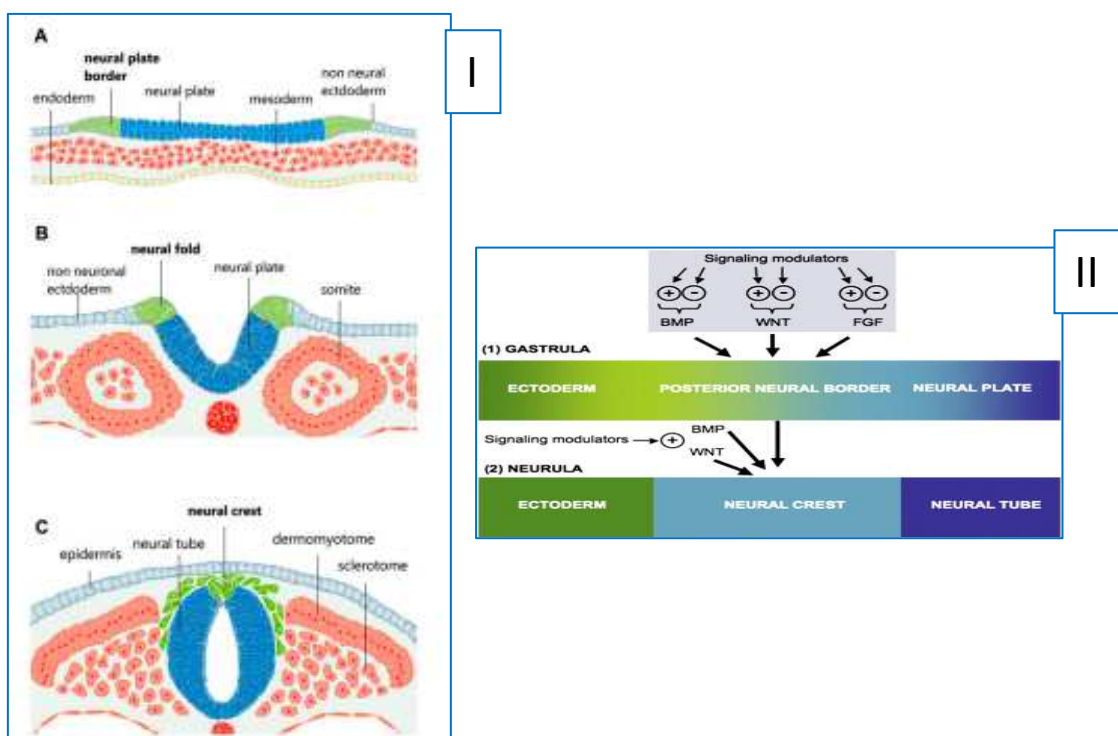 I
A
neural plate
border
neural plate
non neural
ectdoderm
endoderm
mesoderm
B
neural fold
non neuronal
ectdoderm
neural plate
somite
C
neural crest
neural tube
dermomyotome
epidermis
sclerotome
II
Signaling modulators
+ - + - + -
BMP WNT FGF
(1) GASTRULA
ECTODERM POSTERIOR NEURAL BORDER NEURAL PLATE
BMP
Signaling modulators + WNT
(2) NEURULA
ECTODERM NEURAL CREST NEURAL TUBE